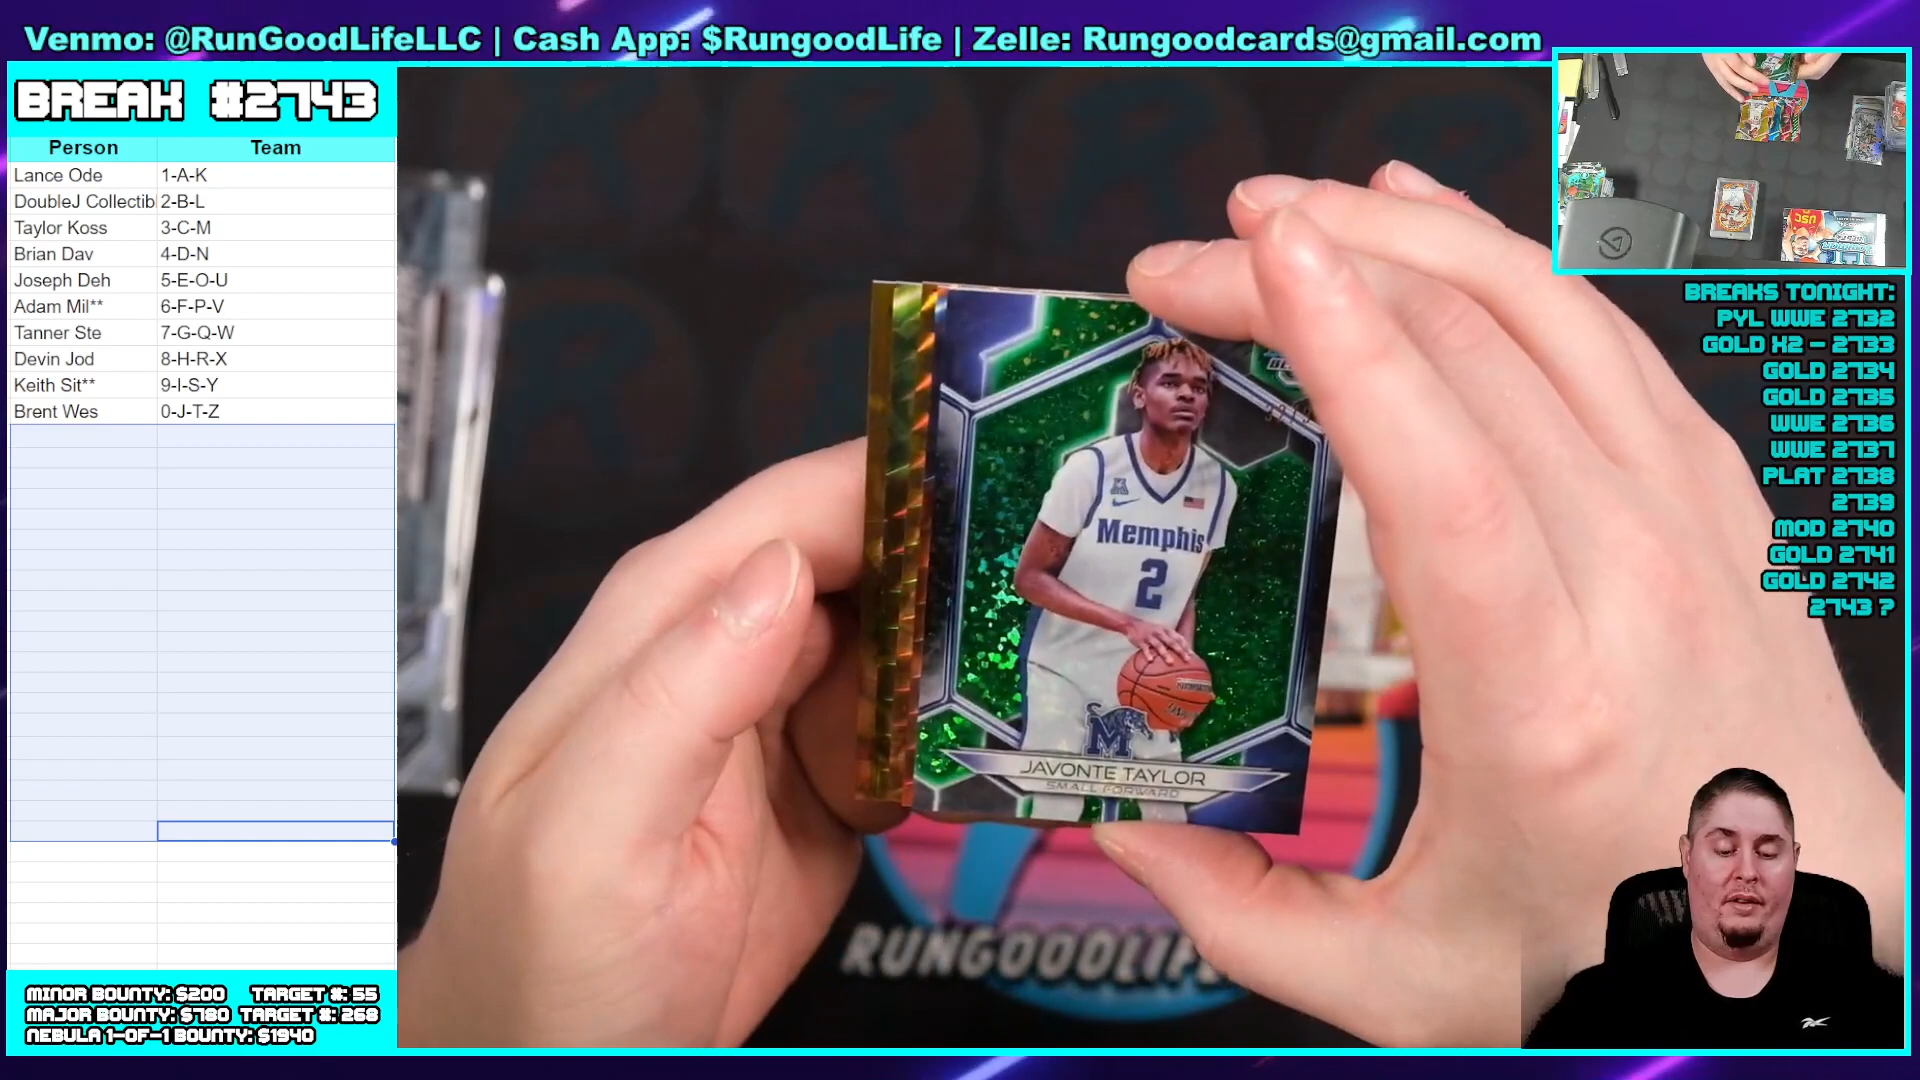 Venmo: @RunGoodLifeLLC | Cash App: $RungoodLife | Zelle: Rungoodcards@gmail.com
BREAK #2743
Person Team
Lance Ode 1-A-K
DoubleJ Collectib 2-B-L
Taylor Koss 3-C-M
Brian Dav 4-D-N
Joseph Deh 5-E-O-U
Adam Mil** 6-F-P-V
Tanner Ste 7-G-Q-W
Devin Jod 8-H-R-X
Keith Sit** 9-I-S-Y
Brent Wes 0-J-T-Z
MINOR BOUNTY: $200 TARGET #: 55
MAJOR BOUNTY: $780 TARGET #: 268
NEBULA 1-OF-1 BOUNTY: $1940
Memphis
2
M
JAVONTE TAYLOR
SMALL FORWARD
RUNGOODLIFE
BREAKS TONIGHT:
PYL WWE 2732
GOLD X2 - 2733
GOLD 2734
GOLD 2735
WWE 2736
WWE 2737
PLAT 2738
2739
MOD 2740
GOLD 2741
GOLD 2742
2743 ?